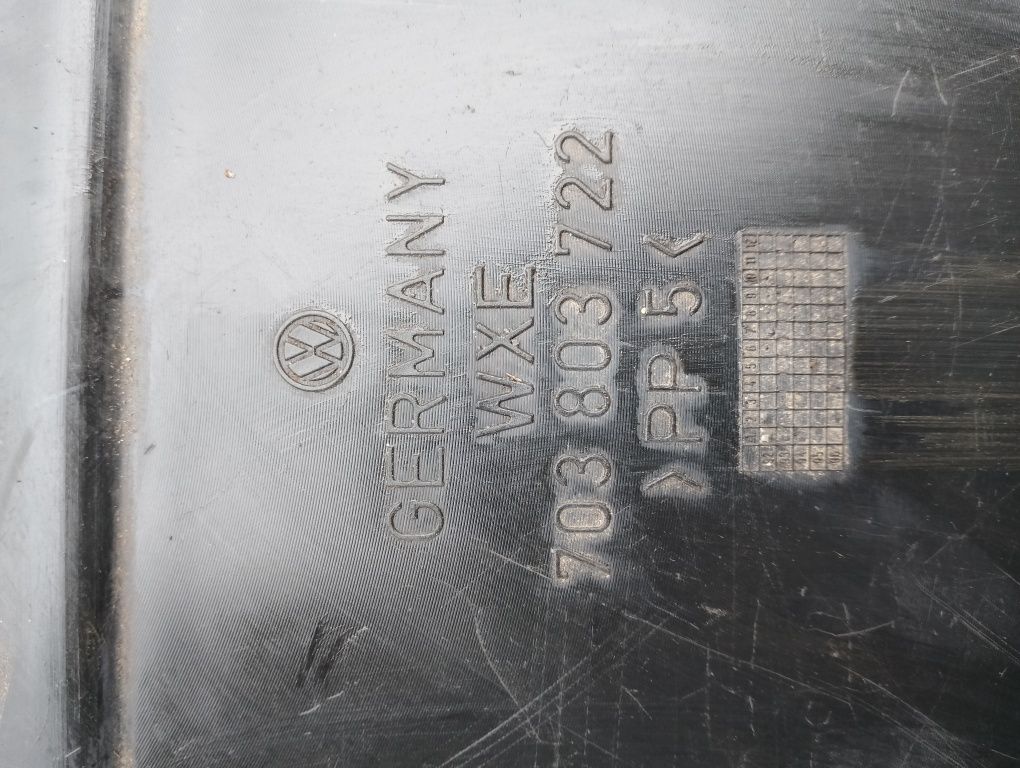 GERMANY
WXE
703 803 722
>PP5<